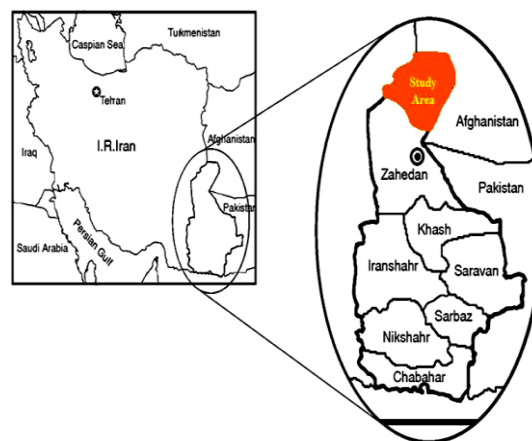 Caspian Sea
Turkmenistan
Tehran
I.R.Iran
Afghanistan
Iraq
Pakistan
Persian Gulf
Saudi Arabia
Study
Area
Afghanistan
Zahedan
Pakistan
Khash
Iranshahr
Saravan
Sarbaz
Nikshahr
Chabahar